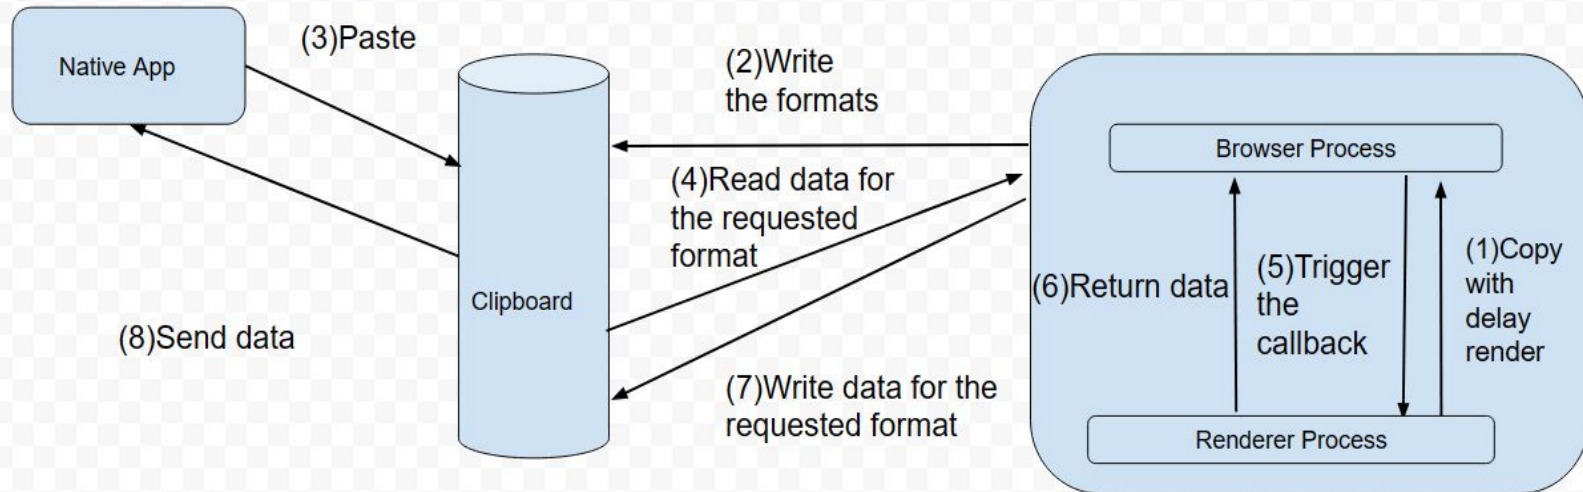 Native App
(3)Paste
(8)Send data
Clipboard
(2)Write
the formats
(4)Read data for
the requested
format
(7)Write data for the
requested format
Browser Process
(6)Return data
(5)Trigger
the
callback
(1)Copy
with
delay
render
Renderer Process